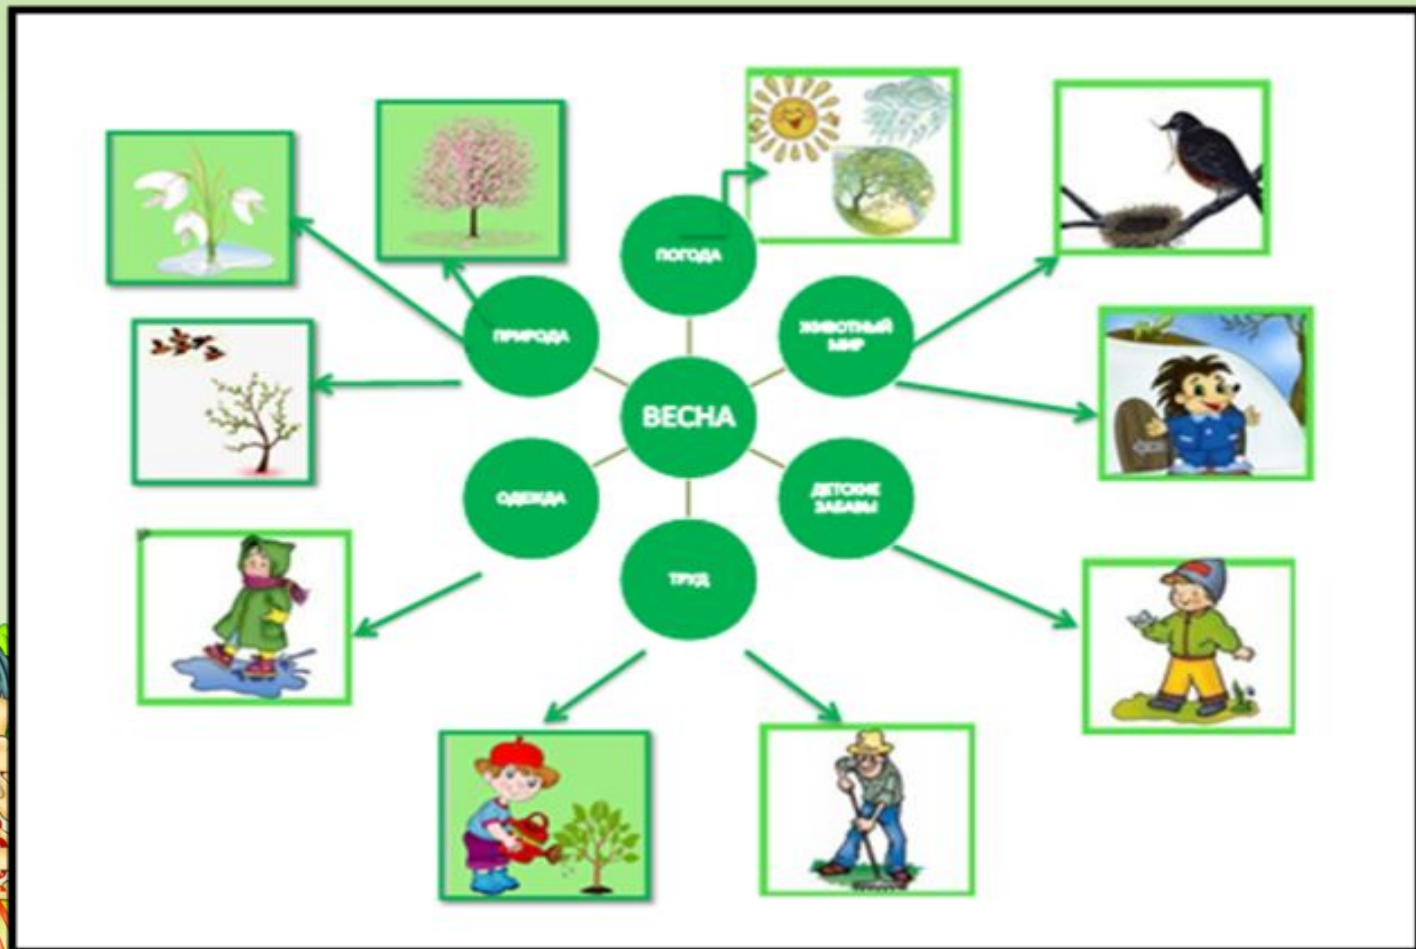 ПОГОДА
ПРИРОДА
ЖИВОТНЫЙ
МИР
ВЕСНА
ОДЕЖДА
ДЕТСКИЕ
ЗАБАВЫ
ТРУД